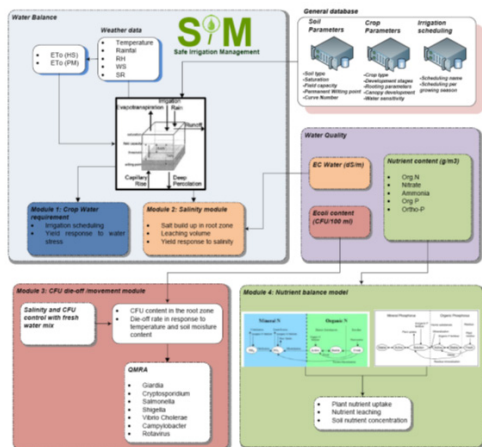 Water Balance
Weather data
ETo (HS)
ETo (PM)
Temperature
Rainfal
RH
WS
SR
SIM
Safe Irrigation Management
General database
Soil Parameters
Crop Parameters
Irrigation scheduling
-Soil type
-Saturation
-Field capacity
-Permanent Wilting point
-Curve Number
-Crop type
-Development stages
-Rooting parameters
-Canopy development
-Water sensitivity
-Scheduling name
-Scheduling per growing season
Irrigation
Evapotranspiration
Rain
Runoff
Capillary Rise
Deep Percolation
Module 1: Crop Water requirement
Irrigation scheduling
Yield response to water stress
Module 2: Salinity module
Salt build up in root zone
Leaching volume
Yield response to salinity
Water Quality
EC Water (dS/m)
Ecoli content (CFU/100 ml)
Nutrient content (g/m3)
Org.N
Nitrate
Ammonia
Org P
Ortho-P
Module 3: CFU die-off /movement module
Salinity and CFU control with fresh water mix
CFU content in the root zone
Die-off rate in response to temperature and soil moisture content
QMRA
Giardia
Cryptosporidium
Salmonella
Shigella
Vibrio Cholerae
Campylobacter
Rotavirus
Module 4: Nutrient balance model
Mineral N
Organic N
Mineral Phosphorus
Organic Phosphorus
Plant nutrient uptake
Nutrient leaching
Soil nutrient concentration